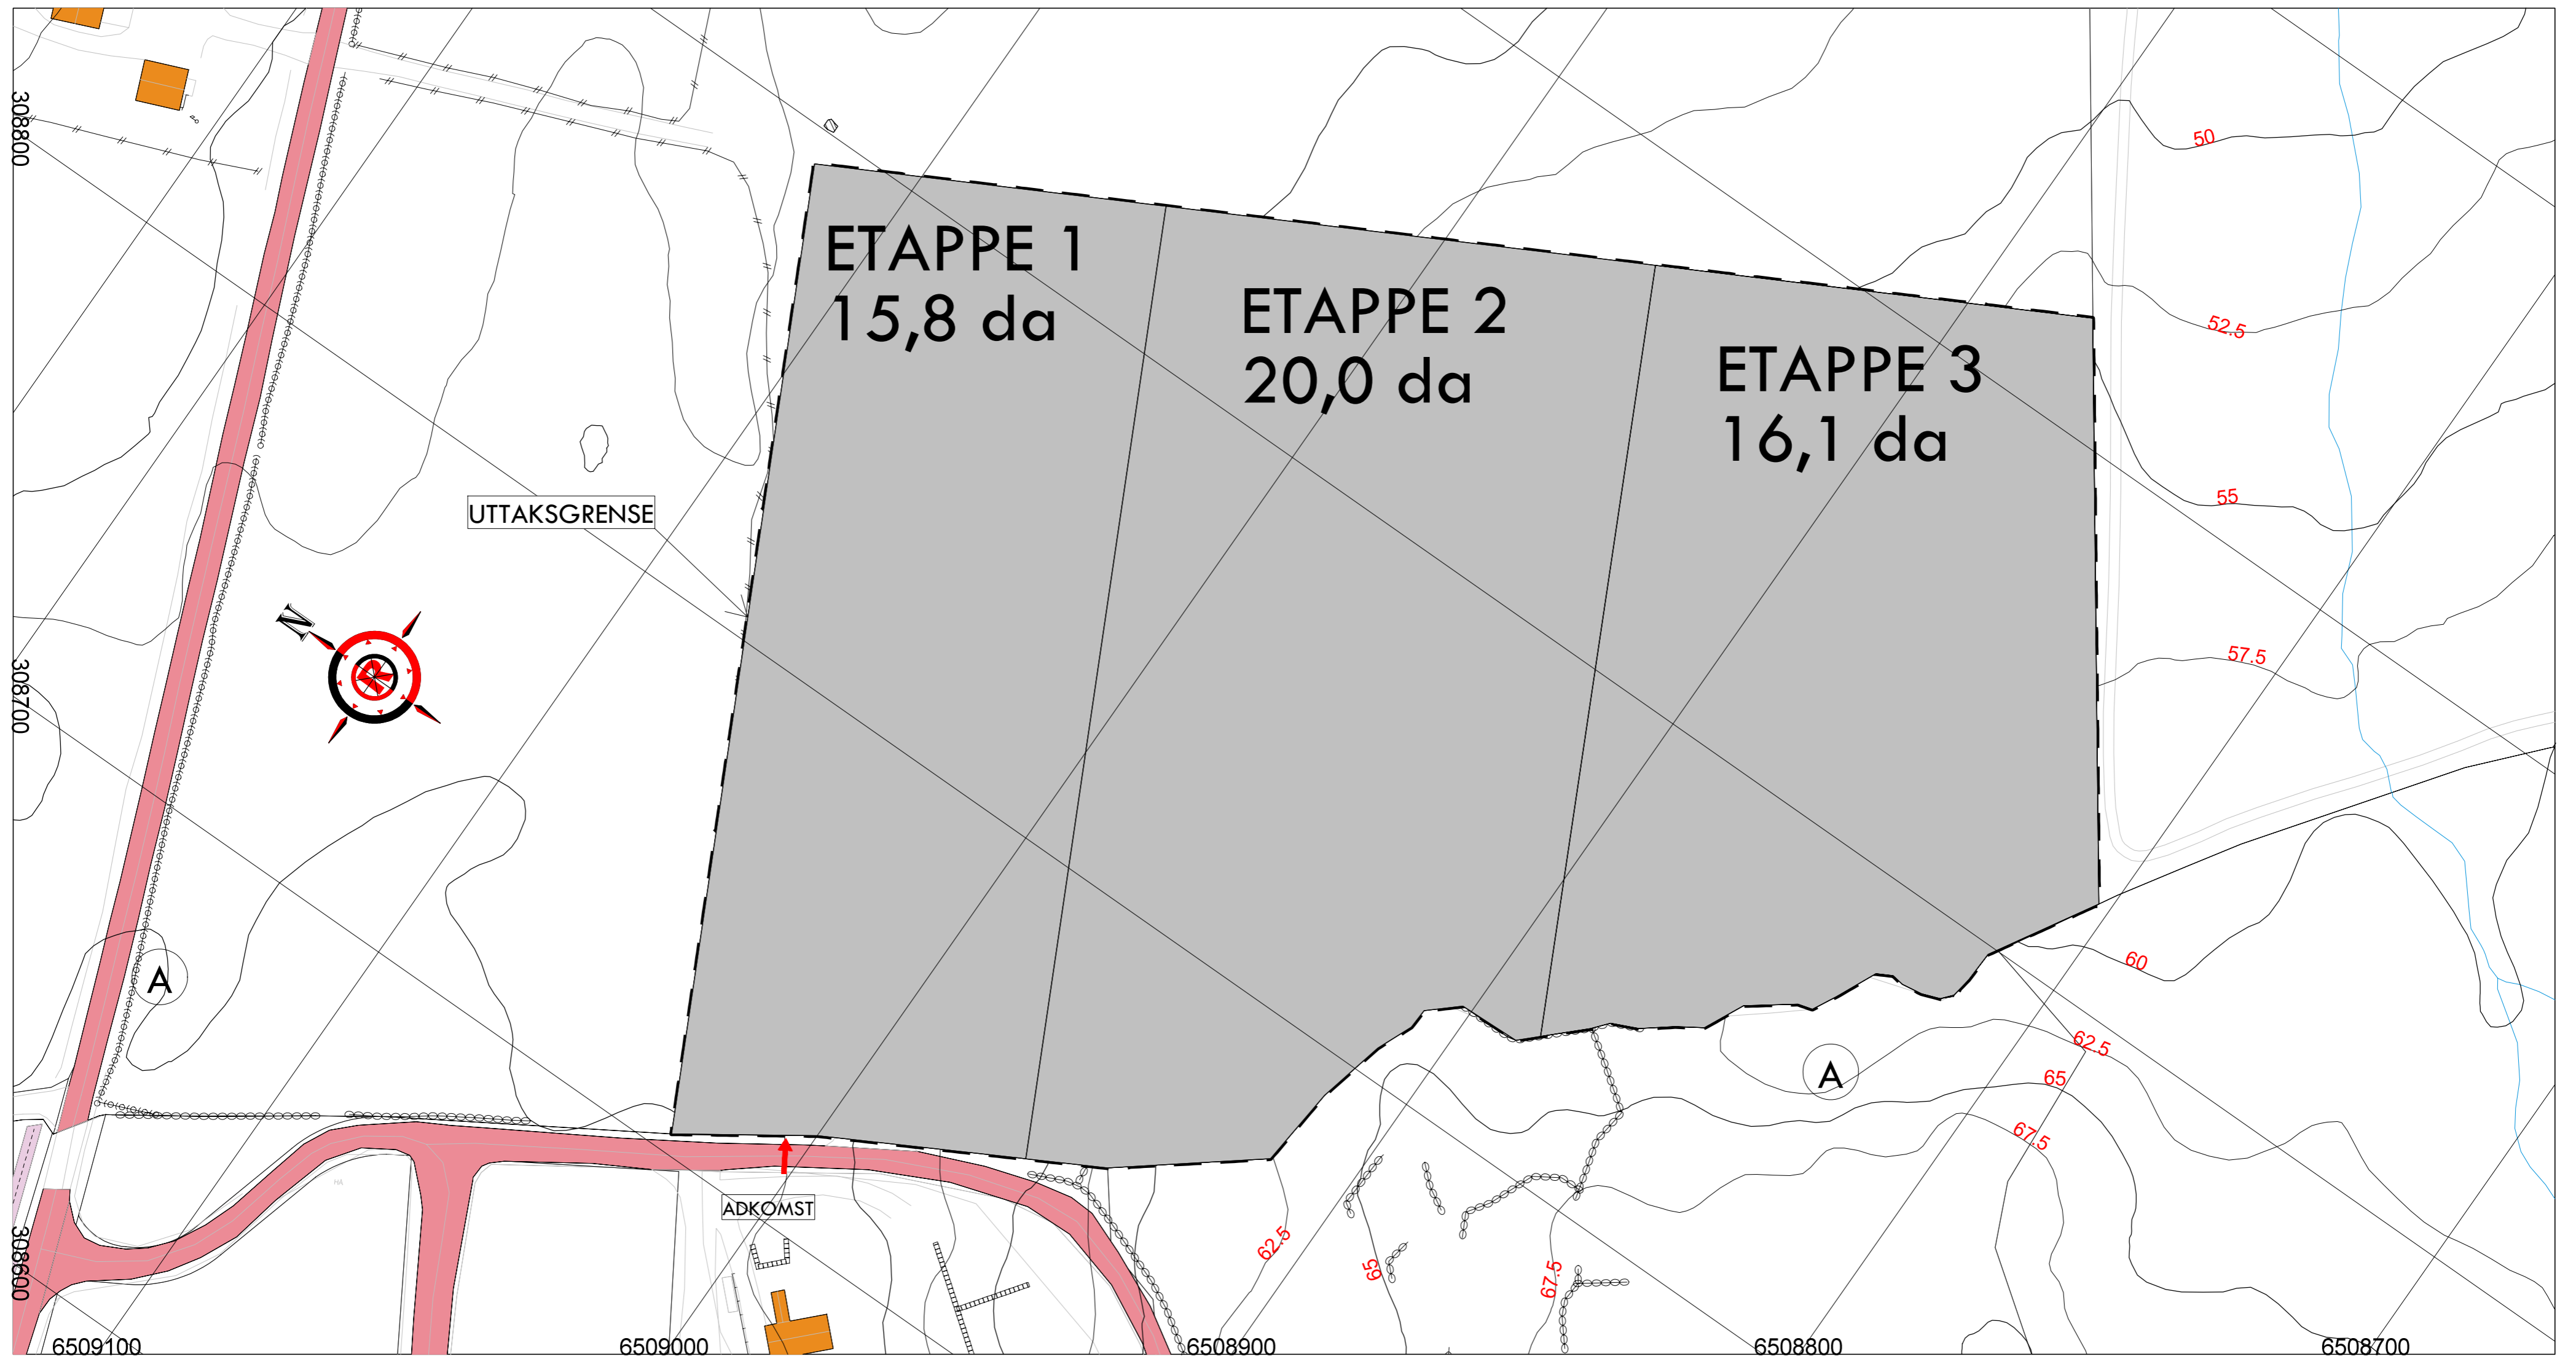 50
308800
ETAPPE 1
15,8 da
ETAPPE 2
20,0 da
52.5
ETAPPE 3
16,1 da
55
UTTAKSGRENSE
N
57.5
308700
A
60
62.5
A
65
67.5
HA
ADKOMST
62.5
65
67.5
308600
6509100
6509000
6508900
6508800
6508700